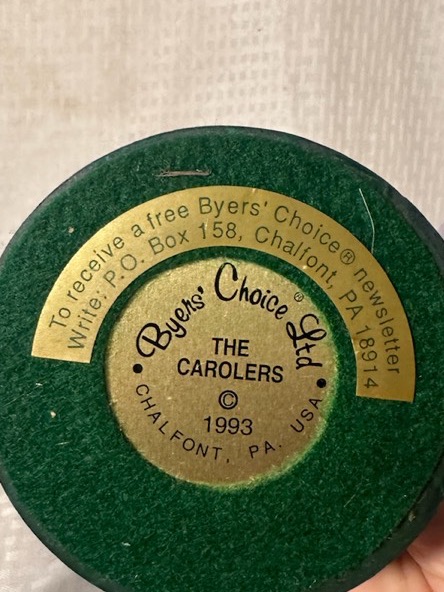 To receive a free Byers' Choice® newsletter
Write: P.O. Box 158, Chalfont, PA 18914
Byers' Choice® Ltd
THE
CAROLERS
©
1993
• CHALFONT, PA. USA •